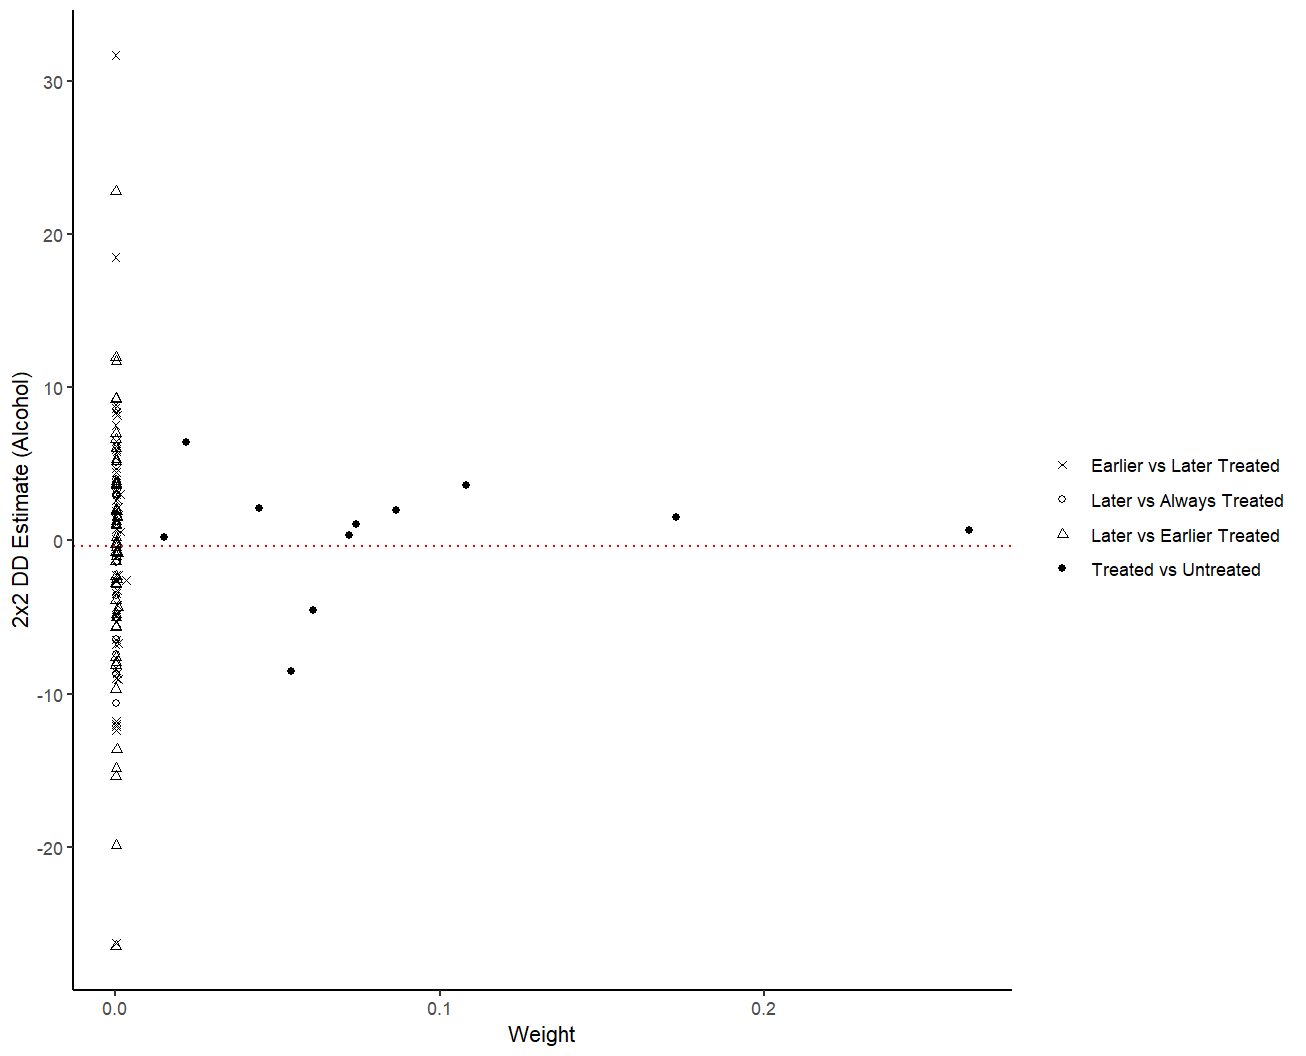 30
20
10
0
-10
-20
2x2 DD Estimate (Alcohol)
0.0
0.1
0.2
Weight
Earlier vs Later Treated
Later vs Always Treated
Later vs Earlier Treated
Treated vs Untreated